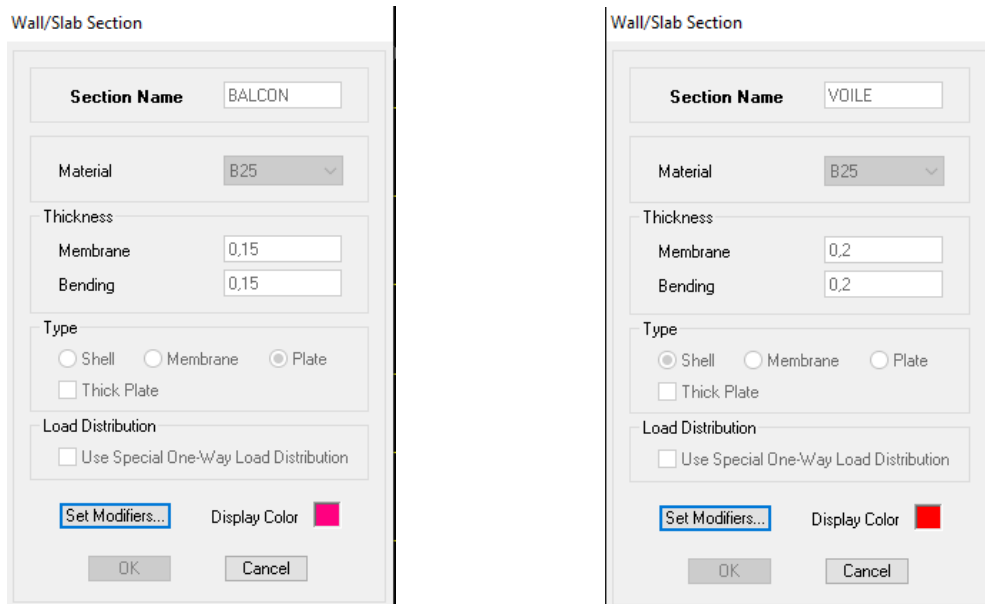 Wall/Slab Section
Section Name BALCON
Material B25
Thickness
Membrane 0,15
Bending 0,15
Type
Shell Membrane Plate
Thick Plate
Load Distribution
Use Special One-Way Load Distribution
Set Modifiers... Display Color
OK Cancel
Wall/Slab Section
Section Name VOILE
Material B25
Thickness
Membrane 0,2
Bending 0,2
Type
Shell Membrane Plate
Thick Plate
Load Distribution
Use Special One-Way Load Distribution
Set Modifiers... Display Color
OK Cancel